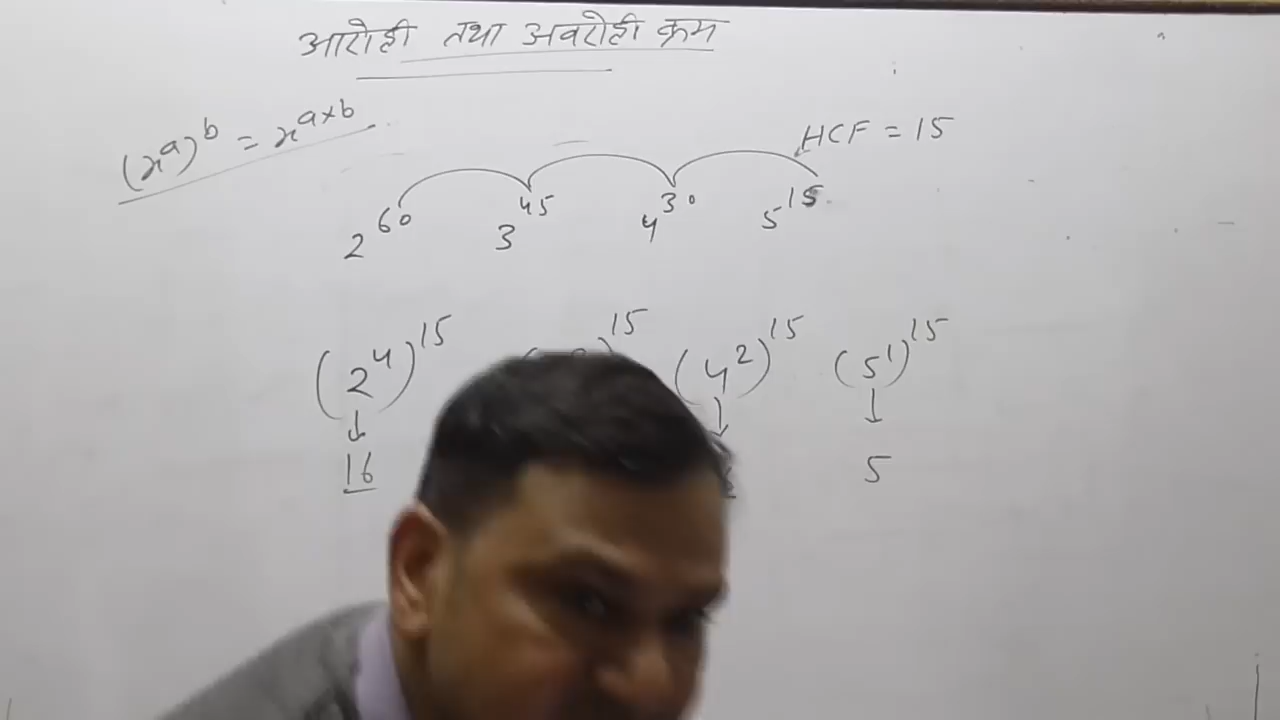 आरोही तथा अवरोही क्रम
(x^a)^b = x^(a×b)
HCF = 15
2^60 3^45 4^30 5^15
(2^4)^15 )^15 (4^2)^15 (5^1)^15
↓ ↓ ↓
16 5